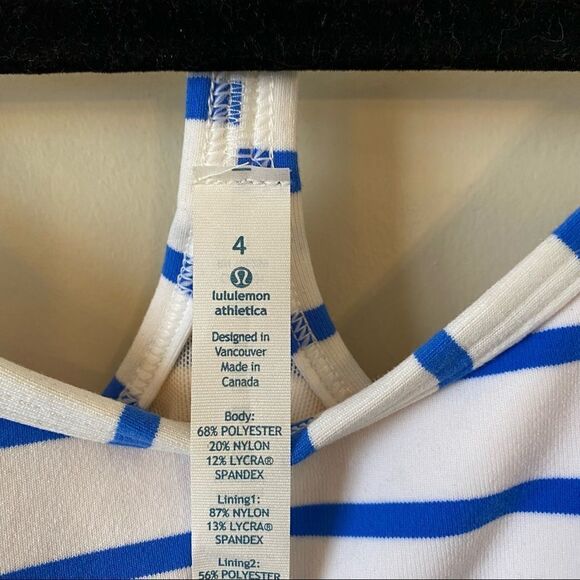 4
lululemon
athletica
Designed in
Vancouver
Made in
Canada
Body:
68% POLYESTER
20% NYLON
12% LYCRA®
SPANDEX
Lining1:
87% NYLON
13% LYCRA®
SPANDEX
Lining2:
56% POLYESTER